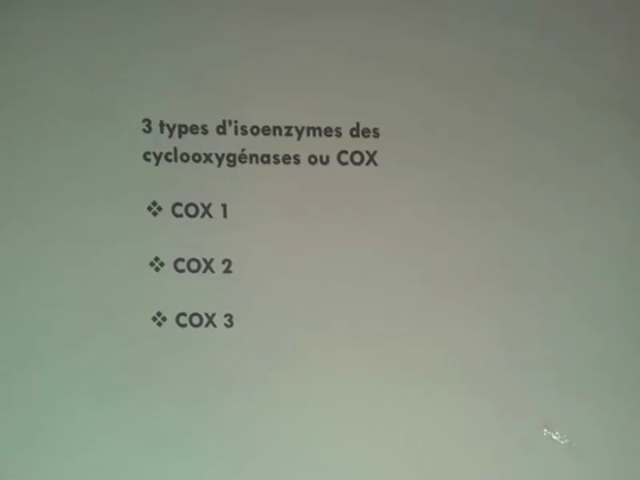 3 types d'isoenzymes des
cyclooxygénases ou COX
❖ COX 1
❖ COX 2
❖ COX 3